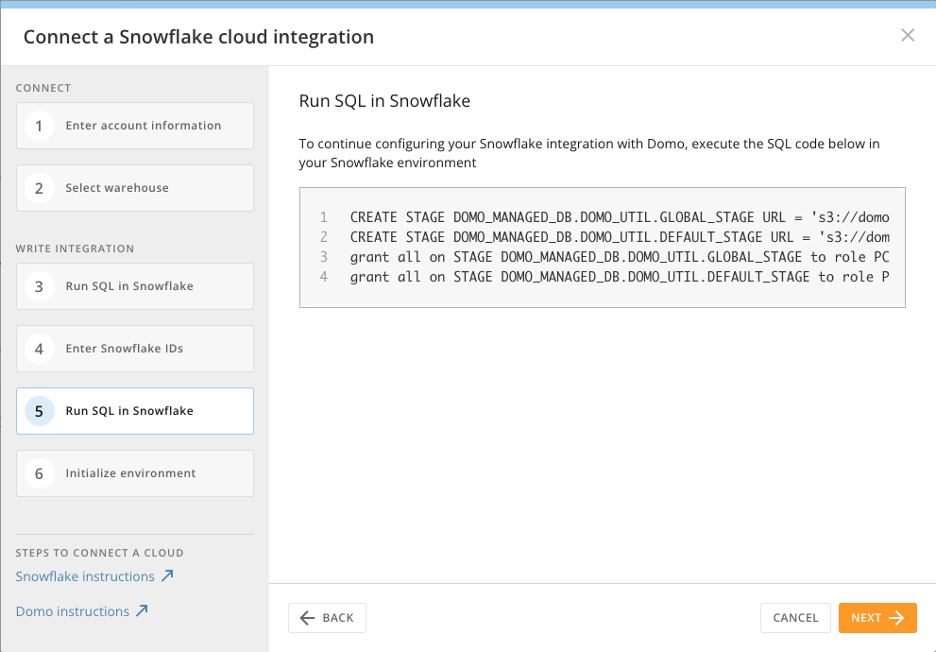 Connect a Snowflake cloud integration
CONNECT
1 Enter account information
2 Select warehouse
WRITE INTEGRATION
3 Run SQL in Snowflake
4 Enter Snowflake IDs
5 Run SQL in Snowflake
6 Initialize environment
STEPS TO CONNECT A CLOUD
Snowflake instructions
Domo instructions
Run SQL in Snowflake
To continue configuring your Snowflake integration with Domo, execute the SQL code below in
your Snowflake environment
1 CREATE STAGE DOMO_MANAGED_DB.DOMO_UTIL.GLOBAL_STAGE URL = 's3://domo
2 CREATE STAGE DOMO_MANAGED_DB.DOMO_UTIL.DEFAULT_STAGE URL = 's3://dom
3 grant all on STAGE DOMO_MANAGED_DB.DOMO_UTIL.GLOBAL_STAGE to role PC
4 grant all on STAGE DOMO_MANAGED_DB.DOMO_UTIL.DEFAULT_STAGE to role P
BACK
CANCEL
NEXT